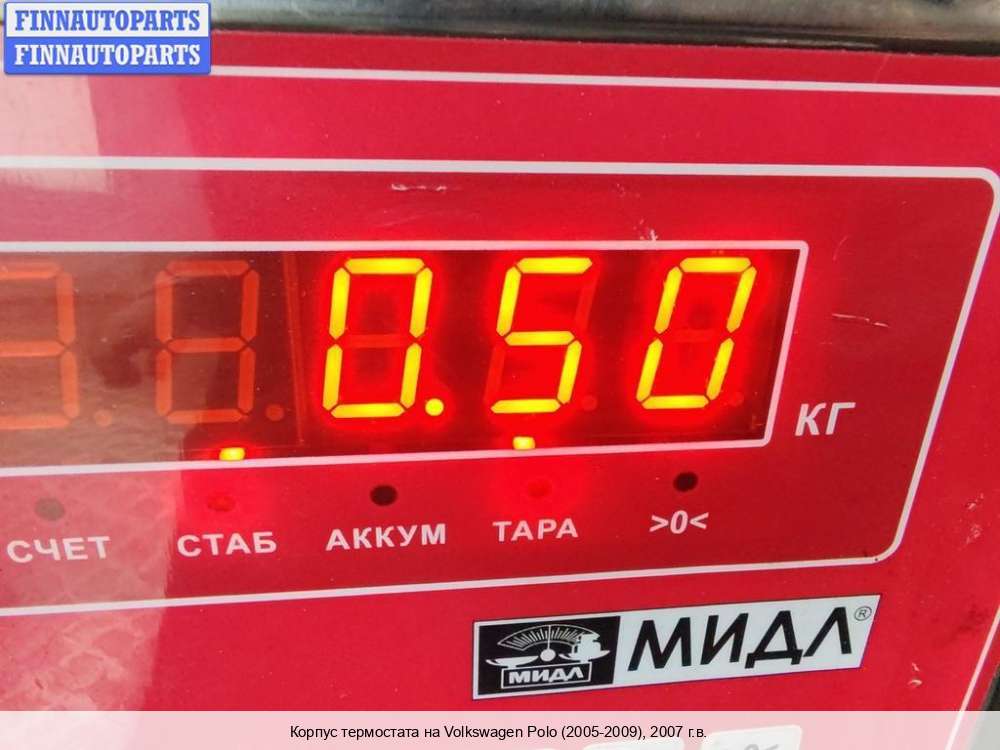 FINNAUTOPARTS
FINNAUTOPARTS
0.50
КГ
СЧЕТ СТАБ АККУМ ТАРА >0<
МИДЛ
МИДЛ®
Корпус термостата на Volkswagen Polo (2005-2009), 2007 г.в.